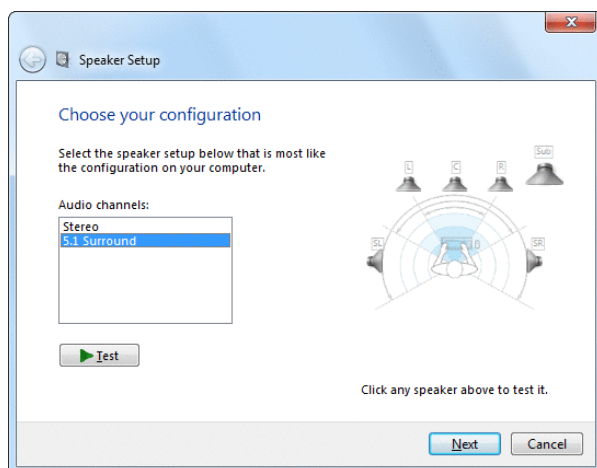 Speaker Setup
Choose your configuration
Select the speaker setup below that is most like
the configuration on your computer.
Audio channels:
Stereo
5.1 Surround
L
C
R
Sub
SL
SR
Test
Click any speaker above to test it.
Next
Cancel